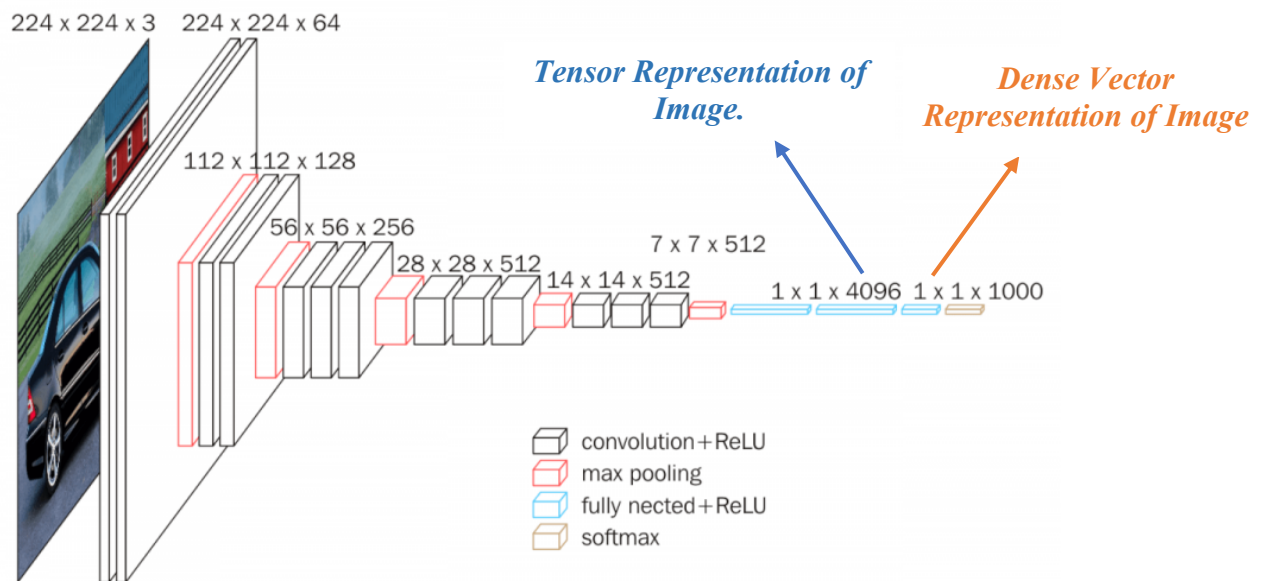 224 x 224 x 3
224 x 224 x 64
Tensor Representation of
Image.
Dense Vector
Representation of Image
112 x 112 x 128
56 x 56 x 256
7 x 7 x 512
28 x 28 x 512
14 x 14 x 512
1 x 1 x 4096
1 x 1 x 1000
convolution+ReLU
max pooling
fully nected+ReLU
softmax